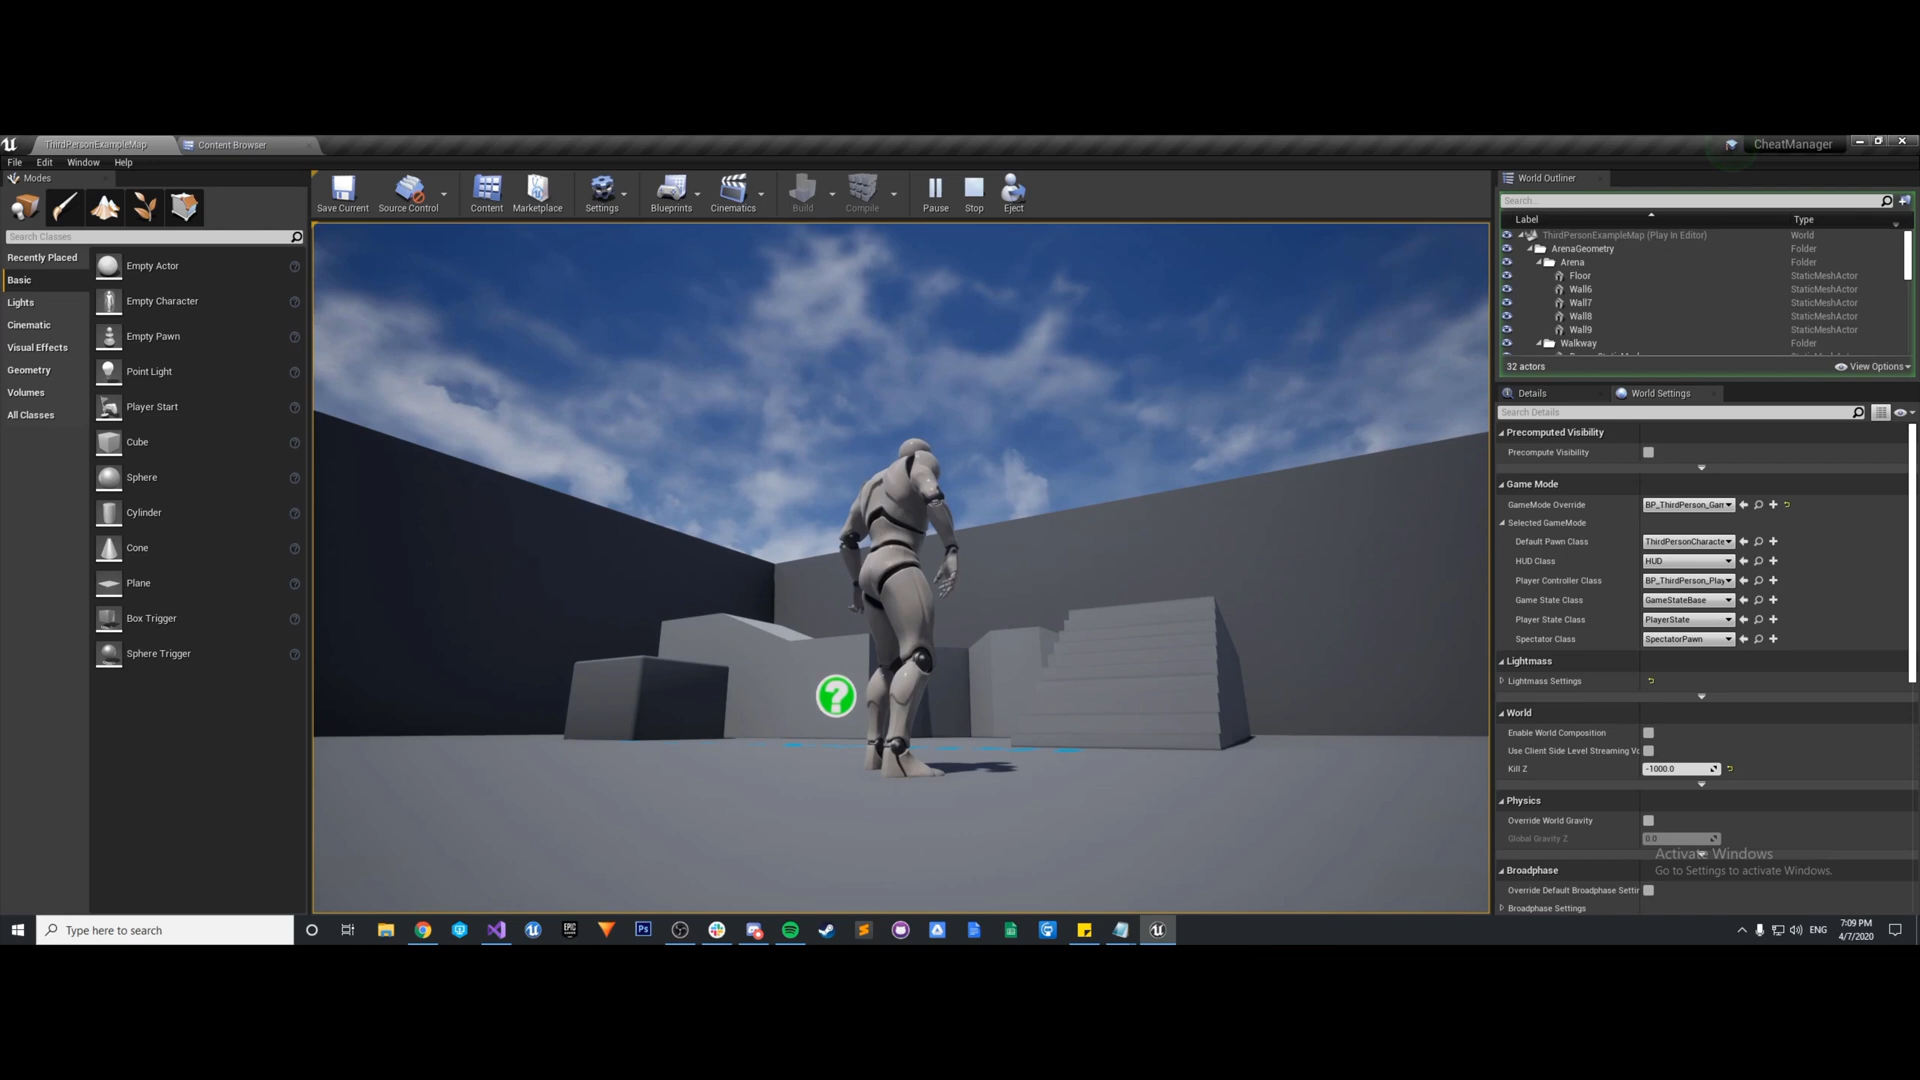 ThirdPersonExampleMap
Content Browser
CheatManager
File Edit Window Help
Modes
Save Current
Source Control
Content
Marketplace
Settings
Blueprints
Cinematics
Build
Compile
Pause
Stop
Eject
Search Classes
Recently Placed
Basic
Lights
Cinematic
Visual Effects
Geometry
Volumes
All Classes
Empty Actor
Empty Character
Empty Pawn
Point Light
Player Start
Cube
Sphere
Cylinder
Cone
Plane
Box Trigger
Sphere Trigger
?
World Outliner
Search...
Label Type
ThirdPersonExampleMap (Play In Editor) World
ArenaGeometry Folder
Arena Folder
Floor StaticMeshActor
Wall6 StaticMeshActor
Wall7 StaticMeshActor
Wall8 StaticMeshActor
Wall9 StaticMeshActor
Walkway Folder
32 actors View Options
Details
World Settings
Search Details
Precomputed Visibility
Precompute Visibility
Game Mode
GameMode Override BP_ThirdPerson_Gam
Selected GameMode
Default Pawn Class ThirdPersonCharacte
HUD Class HUD
Player Controller Class BP_ThirdPerson_Play
Game State Class GameStateBase
Player State Class PlayerState
Spectator Class SpectatorPawn
Lightmass
Lightmass Settings
World
Enable World Composition
Use Client Side Level Streaming Vo
Kill Z -1000.0
Physics
Override World Gravity
Global Gravity Z 0.0
Activate Windows
Go to Settings to activate Windows.
Broadphase
Override Default Broadphase Settin
Broadphase Settings
Type here to search
EPIC
Ps
ENG
7:09 PM
4/7/2020